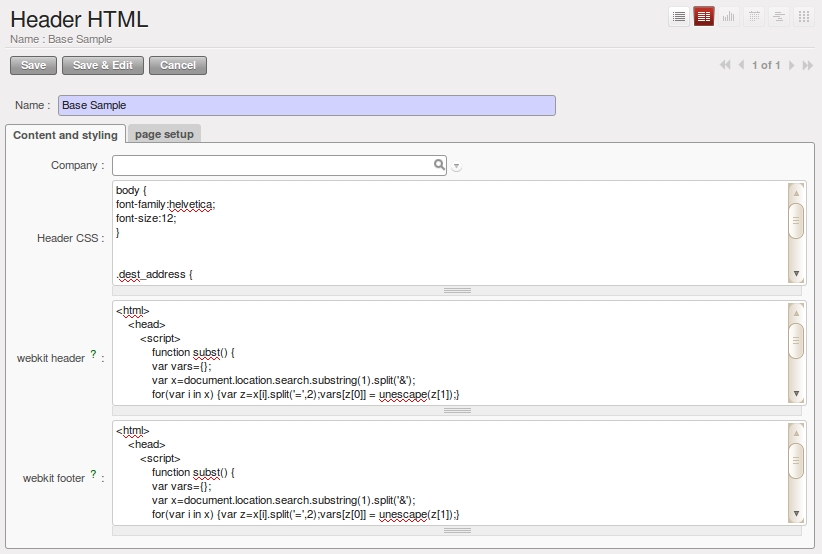 Header HTML
Name : Base Sample
Save Save & Edit Cancel 1 of 1
Name : Base Sample
Content and styling page setup
Company :
Header CSS :
body {
font-family:helvetica;
font-size:12;
}
.dest_address {
webkit header ? :
<html>
<head>
<script>
function subst() {
var vars={};
var x=document.location.search.substring(1).split('&');
for(var i in x) {var z=x[i].split('=',2);vars[z[0]] = unescape(z[1]);}
webkit footer ? :
<html>
<head>
<script>
function subst() {
var vars={};
var x=document.location.search.substring(1).split('&');
for(var i in x) {var z=x[i].split('=',2);vars[z[0]] = unescape(z[1]);}